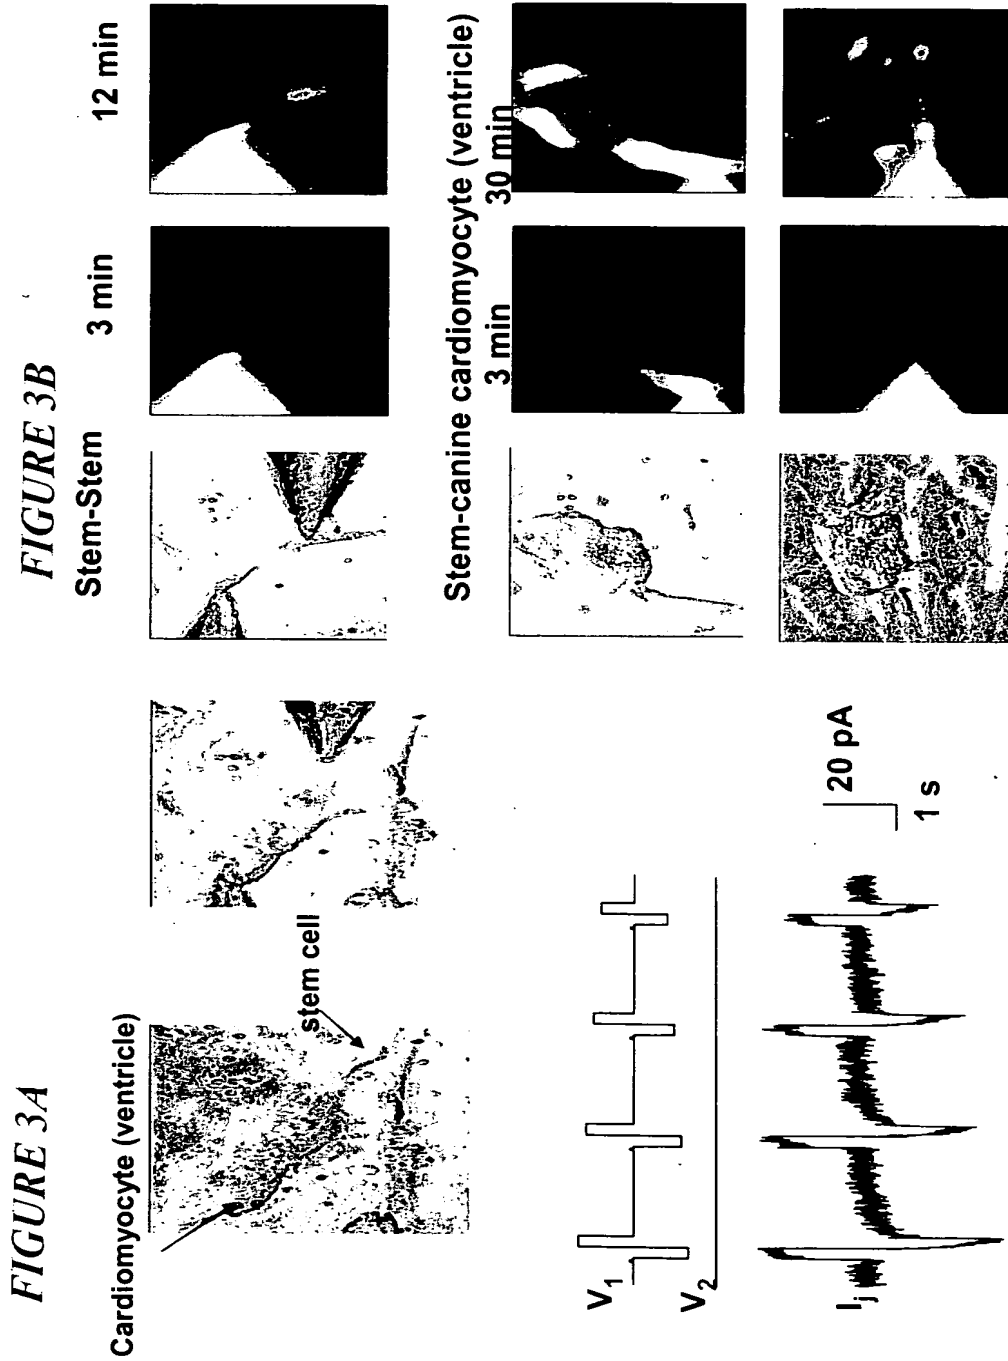 FIGURE 3A
Cardiomyocyte (ventricle)
stem cell
V1
V2
Ij
20 pA
1 s
FIGURE 3B
Stem-Stem
3 min
12 min
Stem-canine cardiomyocyte (ventricle)
3 min
30 min